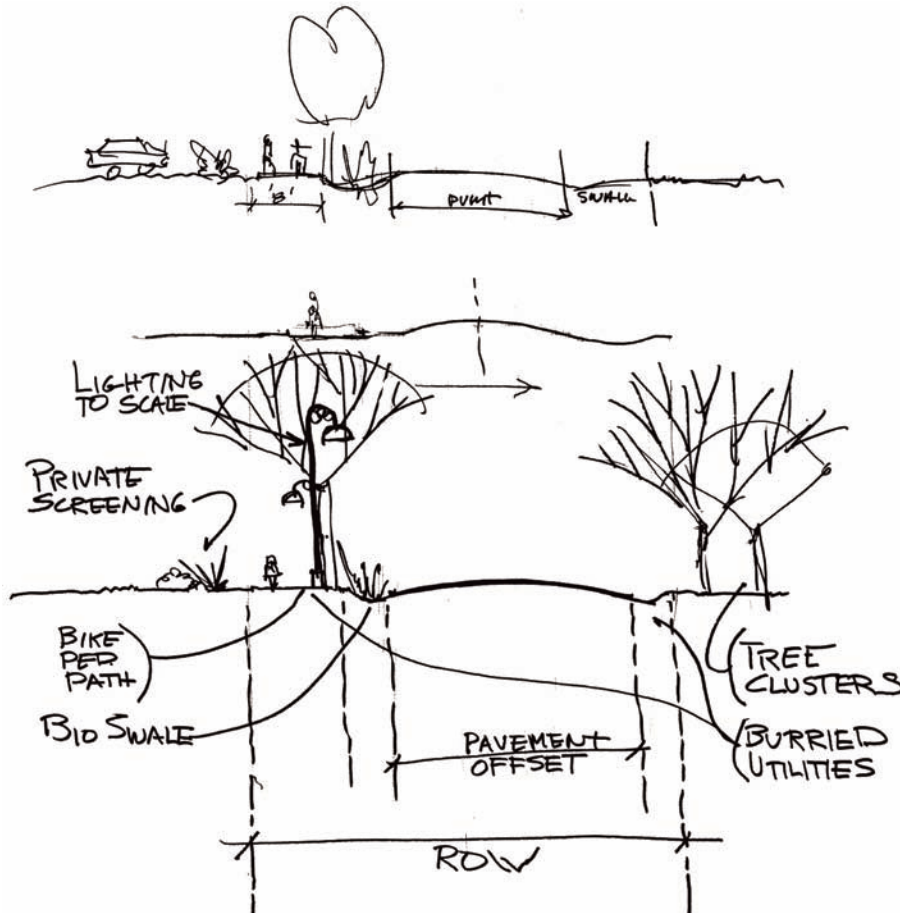 '8'
PVMT
SWALE
LIGHTING
TO SCALE
PRIVATE
SCREENING
BIKE
PED
PATH
BIO SWALE
PAVEMENT
OFFSET
TREE
CLUSTERS
BURRIED
UTILITIES
ROW